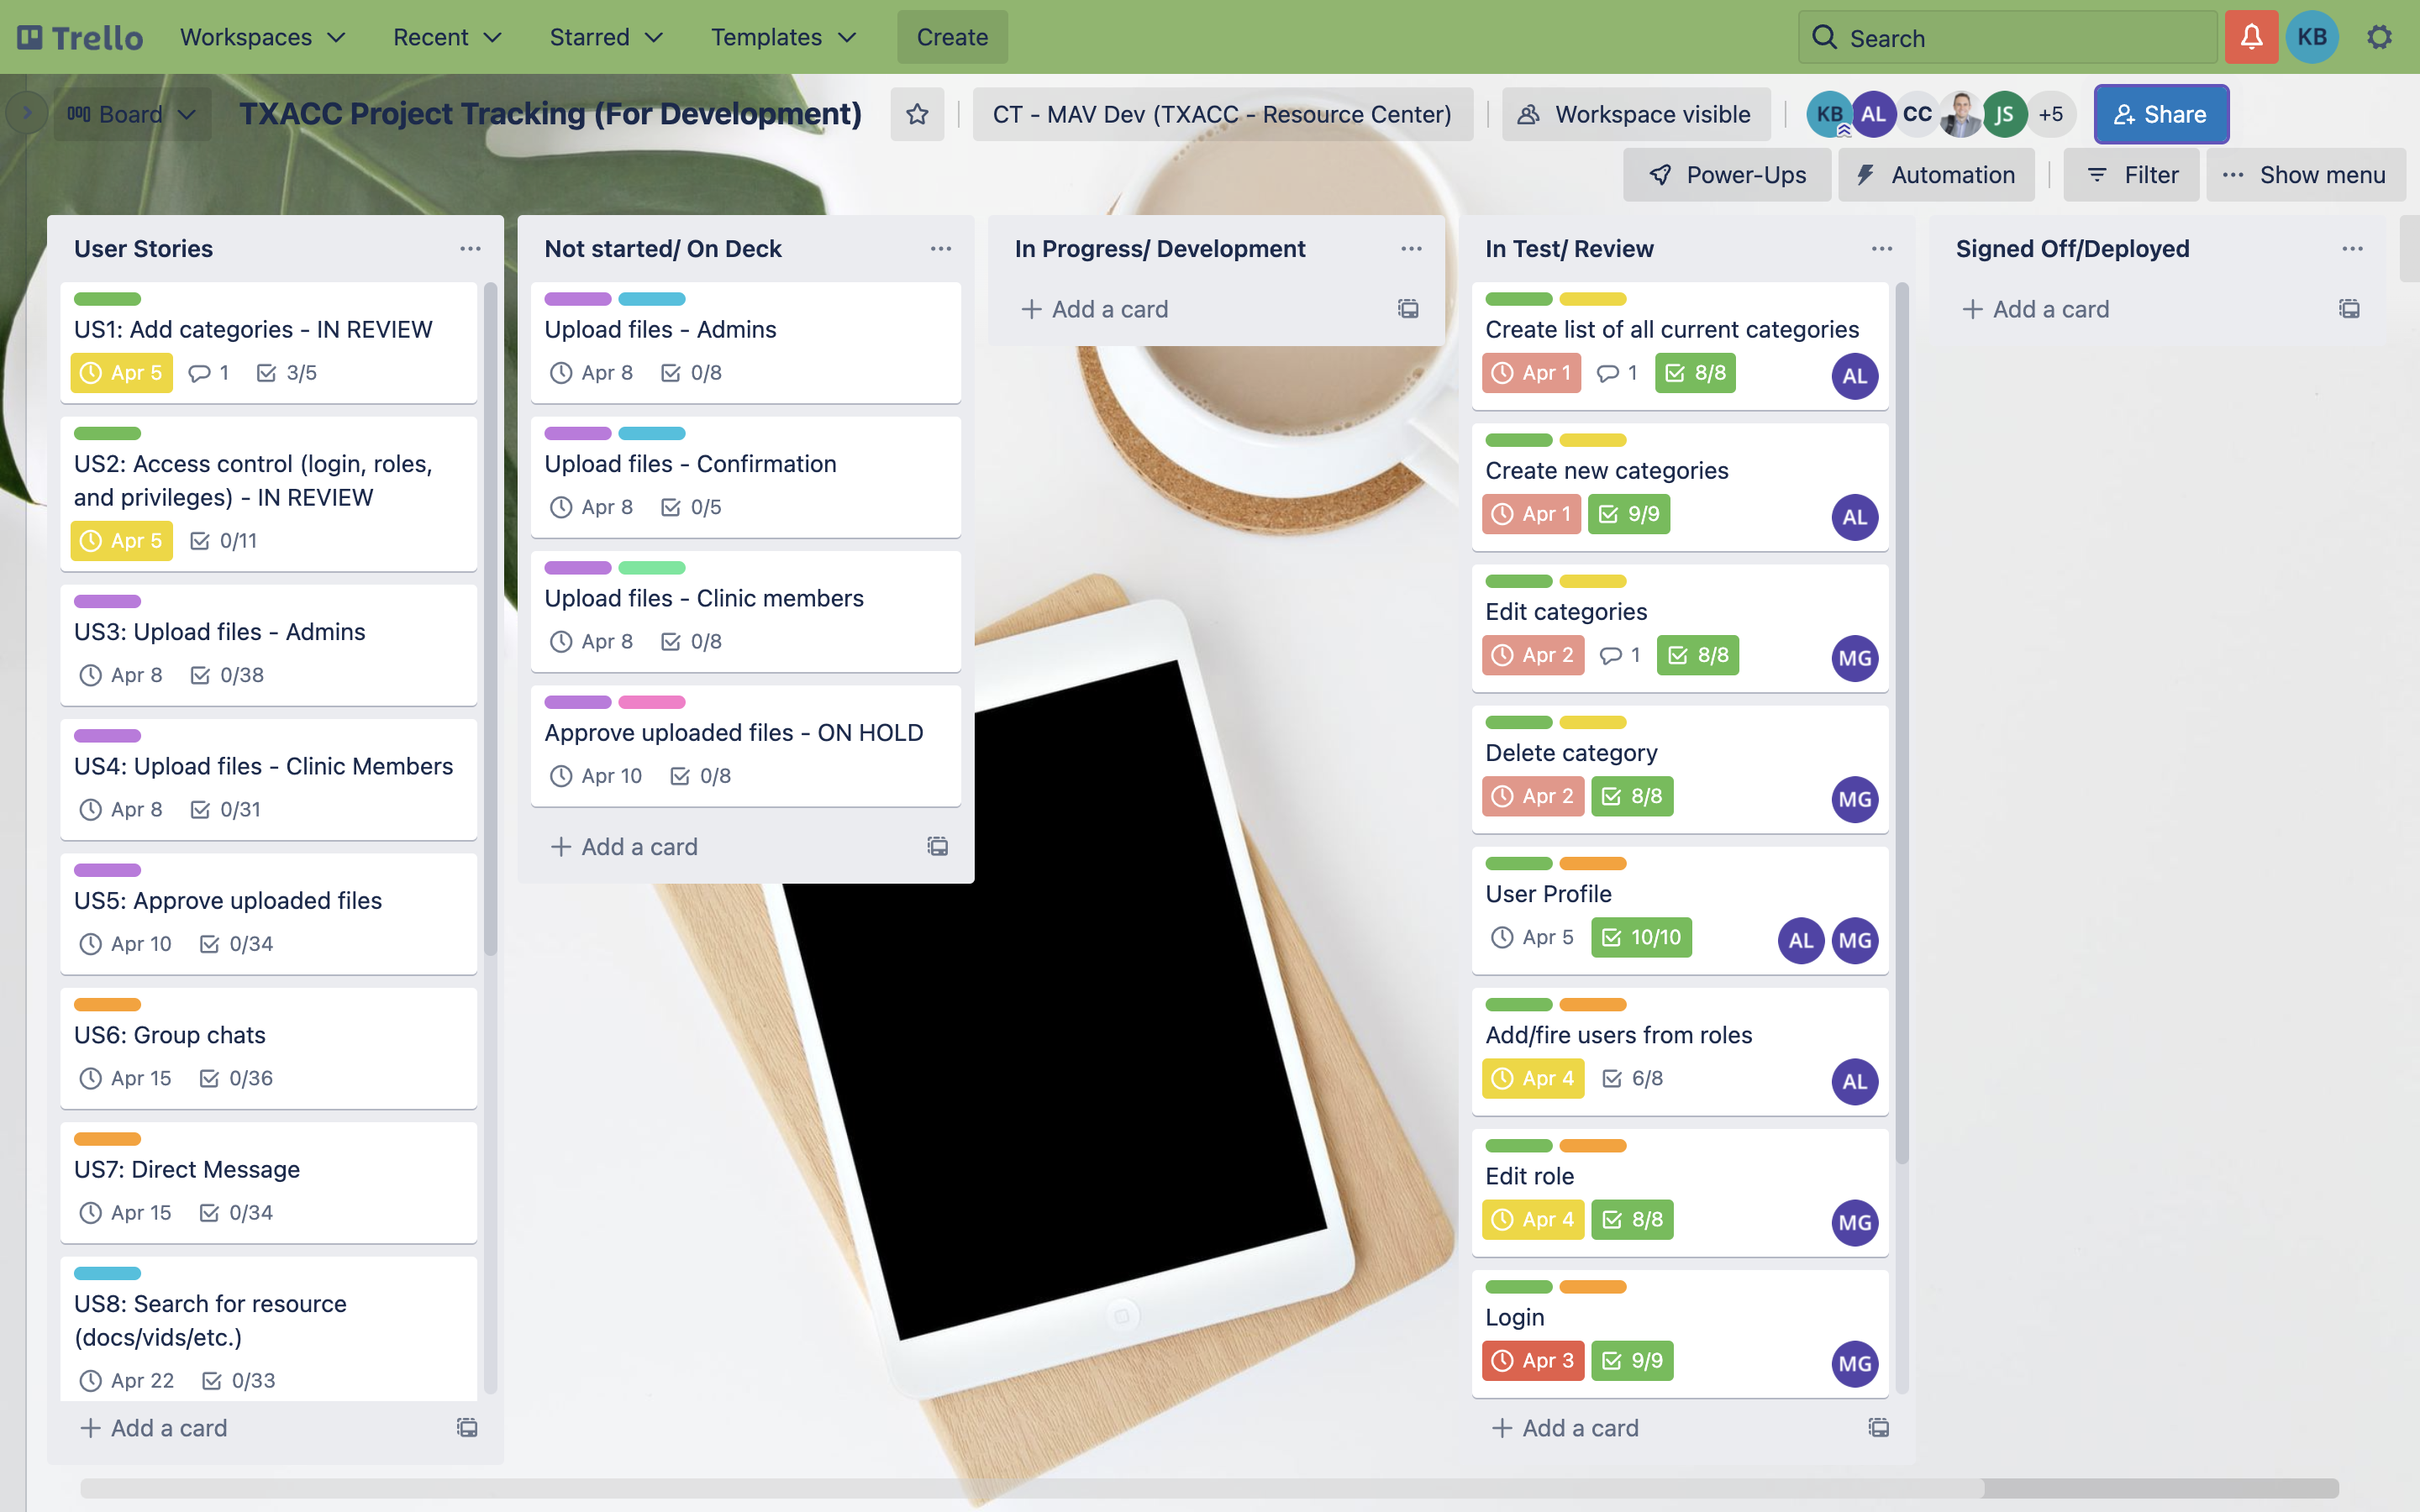 Trello
Workspaces
Recent
Starred
Templates
Create
Search
KB
Board
TXACC Project Tracking (For Development)
CT - MAV Dev (TXACC - Resource Center)
Workspace visible
KB
AL
CC
JS
+5
Share
Power-Ups
Automation
Filter
Show menu
User Stories
US1: Add categories - IN REVIEW
Apr 5 1 3/5
US2: Access control (login, roles,
and privileges) - IN REVIEW
Apr 5 0/11
US3: Upload files - Admins
Apr 8 0/38
US4: Upload files - Clinic Members
Apr 8 0/31
US5: Approve uploaded files
Apr 10 0/34
US6: Group chats
Apr 15 0/36
US7: Direct Message
Apr 15 0/34
US8: Search for resource
(docs/vids/etc.)
Apr 22 0/33
+ Add a card
Not started/ On Deck
Upload files - Admins
Apr 8 0/8
Upload files - Confirmation
Apr 8 0/5
Upload files - Clinic members
Apr 8 0/8
Approve uploaded files - ON HOLD
Apr 10 0/8
+ Add a card
In Progress/ Development
+ Add a card
In Test/ Review
Create list of all current categories
Apr 1 1 8/8 AL
Create new categories
Apr 1 9/9 AL
Edit categories
Apr 2 1 8/8 MG
Delete category
Apr 2 8/8 MG
User Profile
Apr 5 10/10 AL MG
Add/fire users from roles
Apr 4 6/8 AL
Edit role
Apr 4 8/8 MG
Login
Apr 3 9/9 MG
+ Add a card
Signed Off/Deployed
+ Add a card